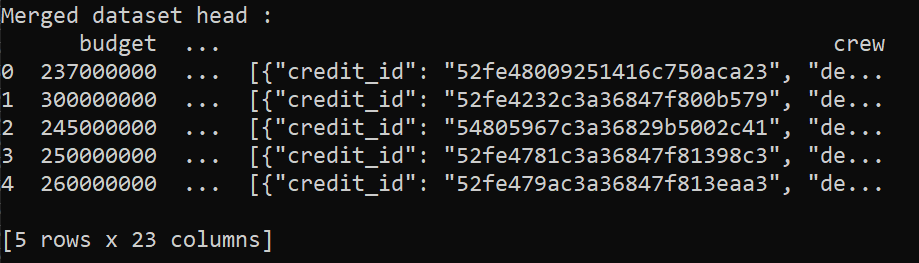 Merged dataset head :
budget ... crew
0 237000000 ... [{"credit_id": "52fe48009251416c750aca23", "de...
1 300000000 ... [{"credit_id": "52fe4232c3a36847f800b579", "de...
2 245000000 ... [{"credit_id": "54805967c3a36829b5002c41", "de...
3 250000000 ... [{"credit_id": "52fe4781c3a36847f81398c3", "de...
4 260000000 ... [{"credit_id": "52fe479ac3a36847f813eaa3", "de...
[5 rows x 23 columns]